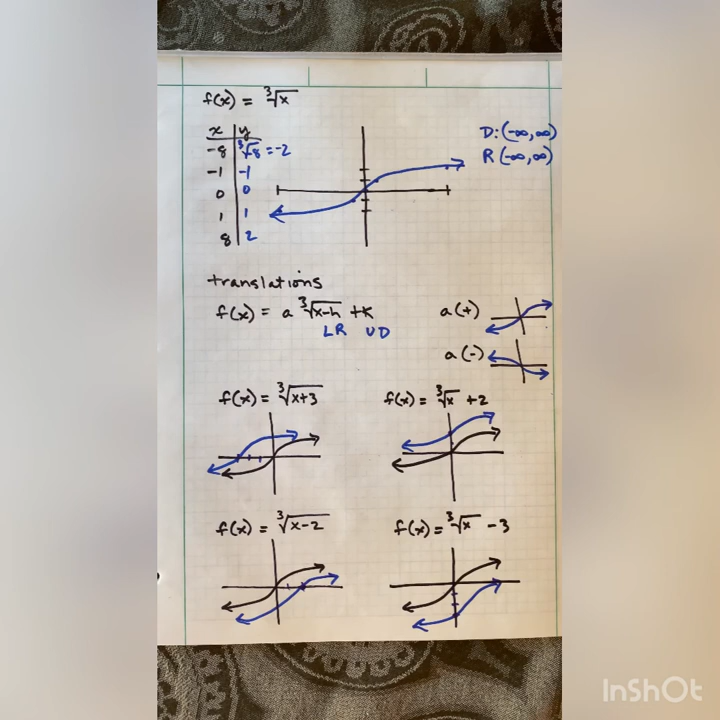 f(x) = ∛x
x y
-8 ∛-8 = -2
-1 -1
0 0
1 1
8 2
D: (-∞, ∞)
R (-∞, ∞)
translations
f(x) = a ∛x-h + k
LR UD
a (+)
a (-)
f(x) = ∛x+3
f(x) = ∛x + 2
f(x) = ∛x-2
f(x) = ∛x - 3
InShOt